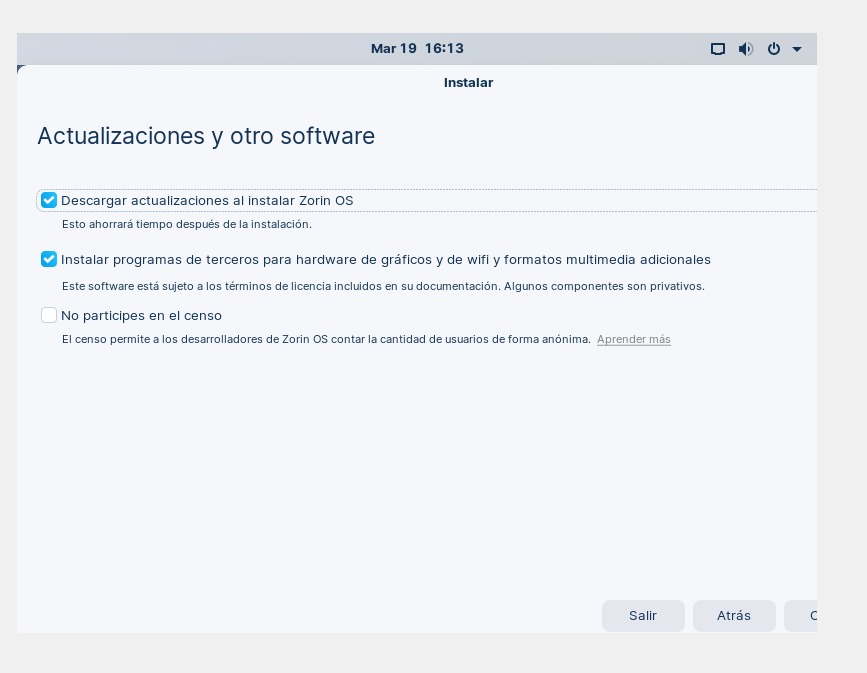 Mar 19 16:13
Instalar
Actualizaciones y otro software
Descargar actualizaciones al instalar Zorin OS
Esto ahorrará tiempo después de la instalación.
Instalar programas de terceros para hardware de gráficos y de wifi y formatos multimedia adicionales
Este software está sujeto a los términos de licencia incluidos en su documentación. Algunos componentes son privativos.
No participes en el censo
El censo permite a los desarrolladores de Zorin OS contar la cantidad de usuarios de forma anónima. Aprender más
Salir Atrás